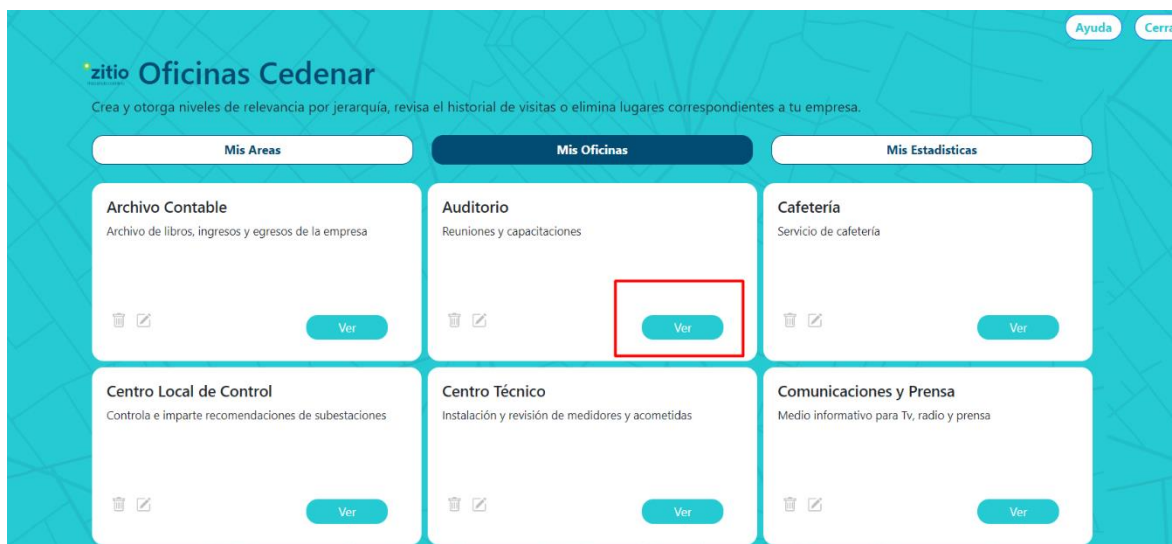 Ayuda
Cerra
zitio Oficinas Cedenar
Crea y otorga niveles de relevancia por jerarquía, revisa el historial de visitas o elimina lugares correspondientes a tu empresa.
Mis Areas
Mis Oficinas
Mis Estadisticas
Archivo Contable
Archivo de libros, ingresos y egresos de la empresa
Ver
Auditorio
Reuniones y capacitaciones
Ver
Cafetería
Servicio de cafetería
Ver
Centro Local de Control
Controla e imparte recomendaciones de subestaciones
Ver
Centro Técnico
Instalación y revisión de medidores y acometidas
Ver
Comunicaciones y Prensa
Medio informativo para Tv, radio y prensa
Ver